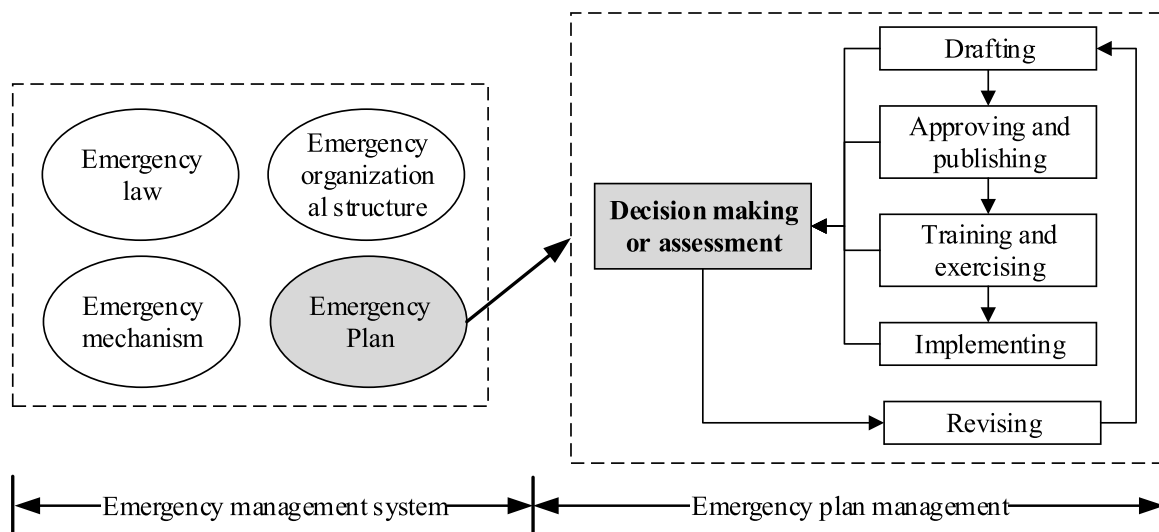 Emergency
law
Emergency
organization
al structure
Emergency
mechanism
Emergency
Plan
Decision making
or assessment
Drafting
Approving and
publishing
Training and
exercising
Implementing
Revising
Emergency management system
Emergency plan management